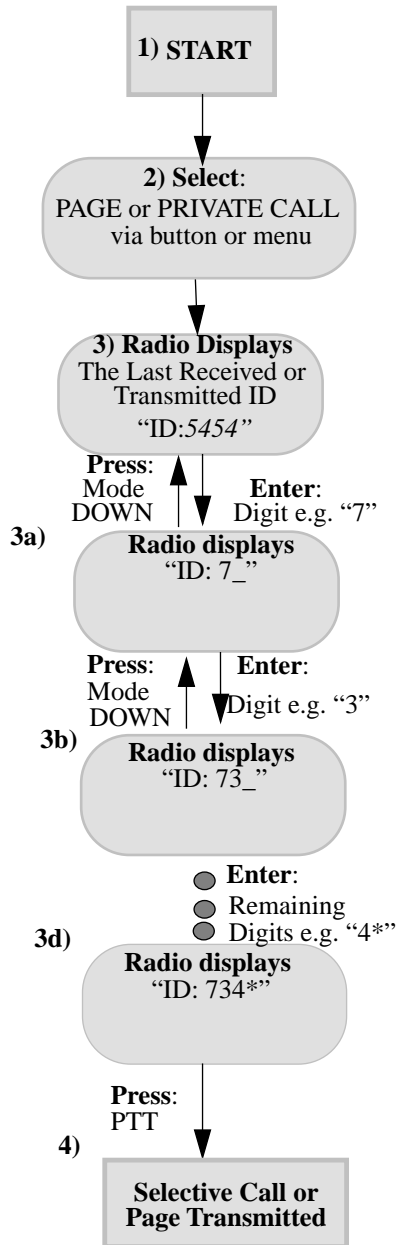 1) START
2) Select:
PAGE or PRIVATE CALL
via button or menu
3) Radio Displays
The Last Received or
Transmitted ID
“ID:5454”
Press:
Mode
DOWN
Enter:
Digit e.g. “7”
3a)
Radio displays
“ID: 7_”
Press:
Mode
DOWN
Enter:
Digit e.g. “3”
3b)
Radio displays
“ID: 73_”
Enter:
Remaining
Digits e.g. “4*”
3d)
Radio displays
“ID: 734*”
Press:
PTT
4)
Selective Call or
Page Transmitted